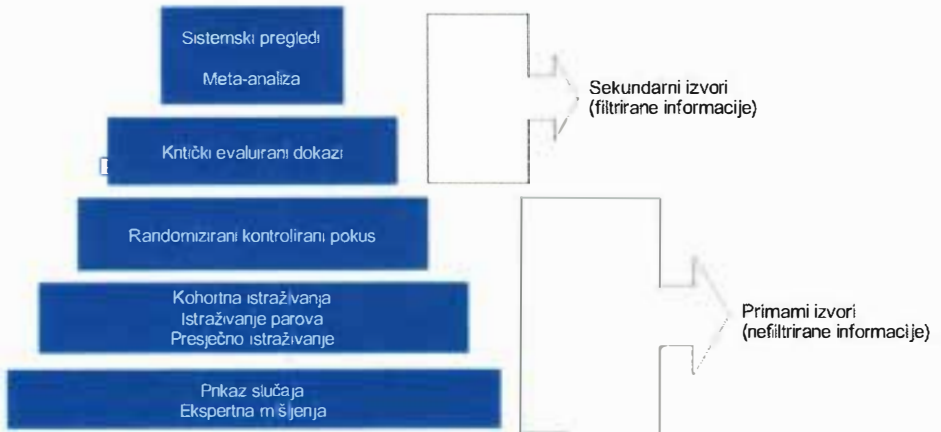 Sistemski pregledi
Meta-analiza
Kritički evaluirani dokazi
Randomizirani kontrolirani pokus
Kohortna istraživanja
Istraživanje parova
Presječno istraživanje
Prikaz slučaja
Ekspertna mišljenja
Sekundarni izvori
(filtrirane informacije)
Primarni izvori
(nefiltrirane informacije)